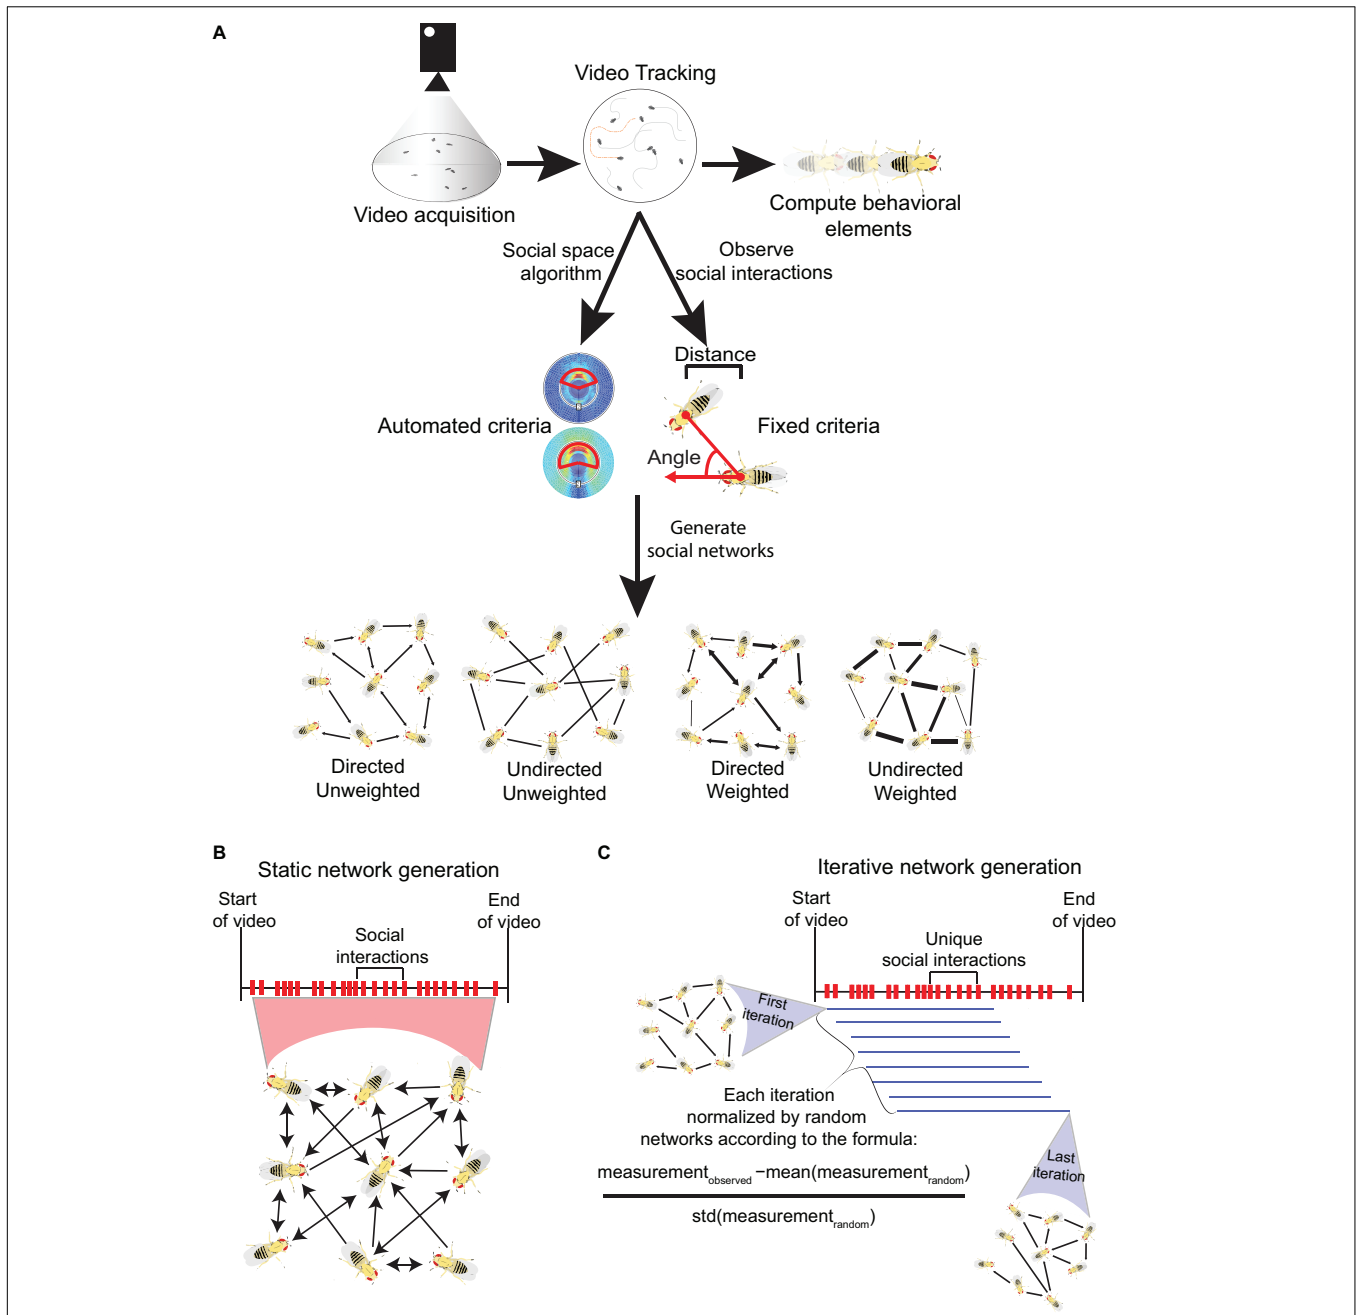 A
Video Tracking
Video acquisition
Compute behavioral
elements
Social space
algorithm
Observe
social interactions
Distance
Automated criteria
Fixed criteria
Angle
Generate
social networks
Directed
Unweighted
Undirected
Unweighted
Directed
Weighted
Undirected
Weighted
B
Static network generation
Start
of video
End
of video
Social
interactions
C
Iterative network generation
Start
of video
End
of video
Unique
social interactions
First
iteration
Each iteration
normalized by random
networks according to the formula:
measurement_observed −mean(measurement_random)
std(measurement_random)
Last
iteration